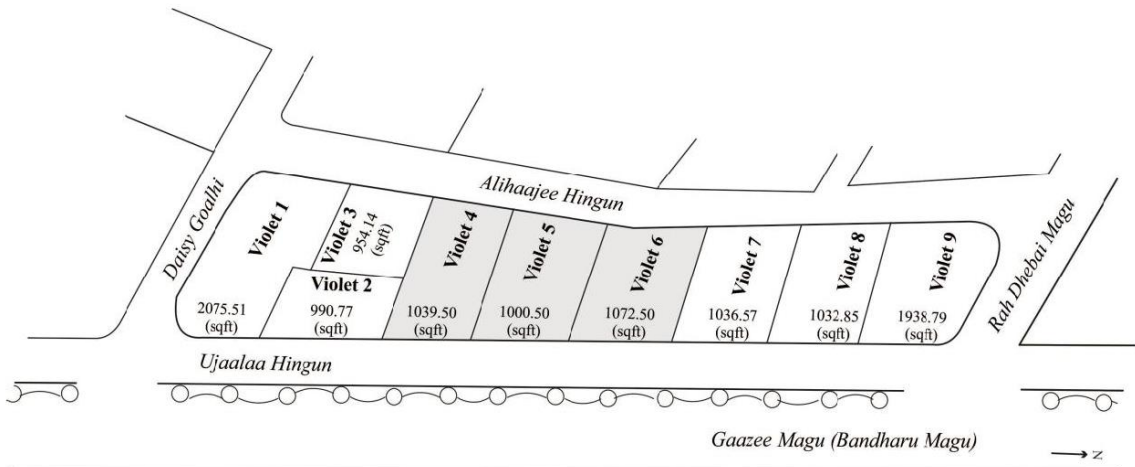 Alihaajee Hingun
Daisy Goalhi
Rah Dhebai Magu
Violet 1
2075.51
(sqft)
Violet 3
954.14
(sqft)
Violet 2
990.77
(sqft)
Violet 4
1039.50
(sqft)
Violet 5
1000.50
(sqft)
Violet 6
1072.50
(sqft)
Violet 7
1036.57
(sqft)
Violet 8
1032.85
(sqft)
Violet 9
1938.79
(sqft)
Ujaalaa Hingun
Gaazee Magu (Bandharu Magu)
N